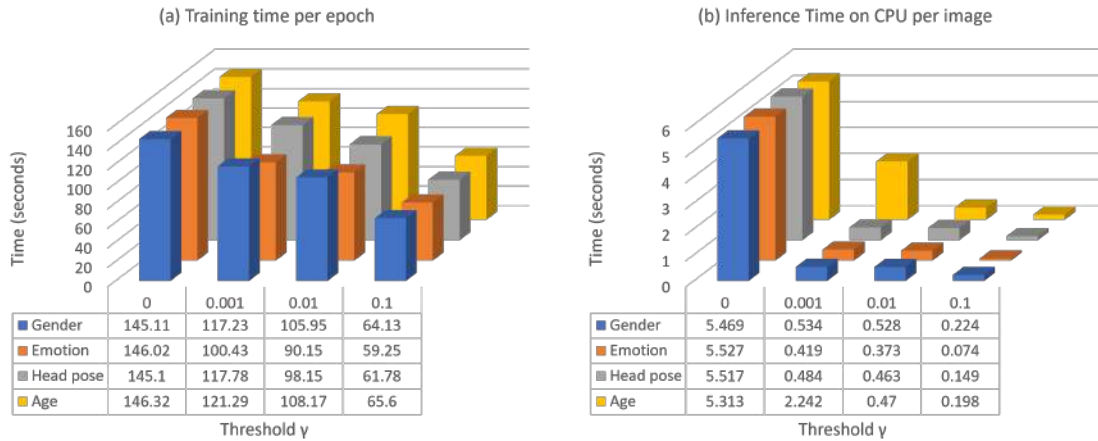 (a) Training time per epoch
Time (seconds)
160
140
120
100
80
60
40
20
0
0 0.001 0.01 0.1
Gender 145.11 117.23 105.95 64.13
Emotion 146.02 100.43 90.15 59.25
Head pose 145.1 117.78 98.15 61.78
Age 146.32 121.29 108.17 65.6
Threshold γ
(b) Inference Time on CPU per image
Time (seconds)
6
5
4
3
2
1
0
0 0.001 0.01 0.1
Gender 5.469 0.534 0.528 0.224
Emotion 5.527 0.419 0.373 0.074
Head pose 5.517 0.484 0.463 0.149
Age 5.313 2.242 0.47 0.198
Threshold γ